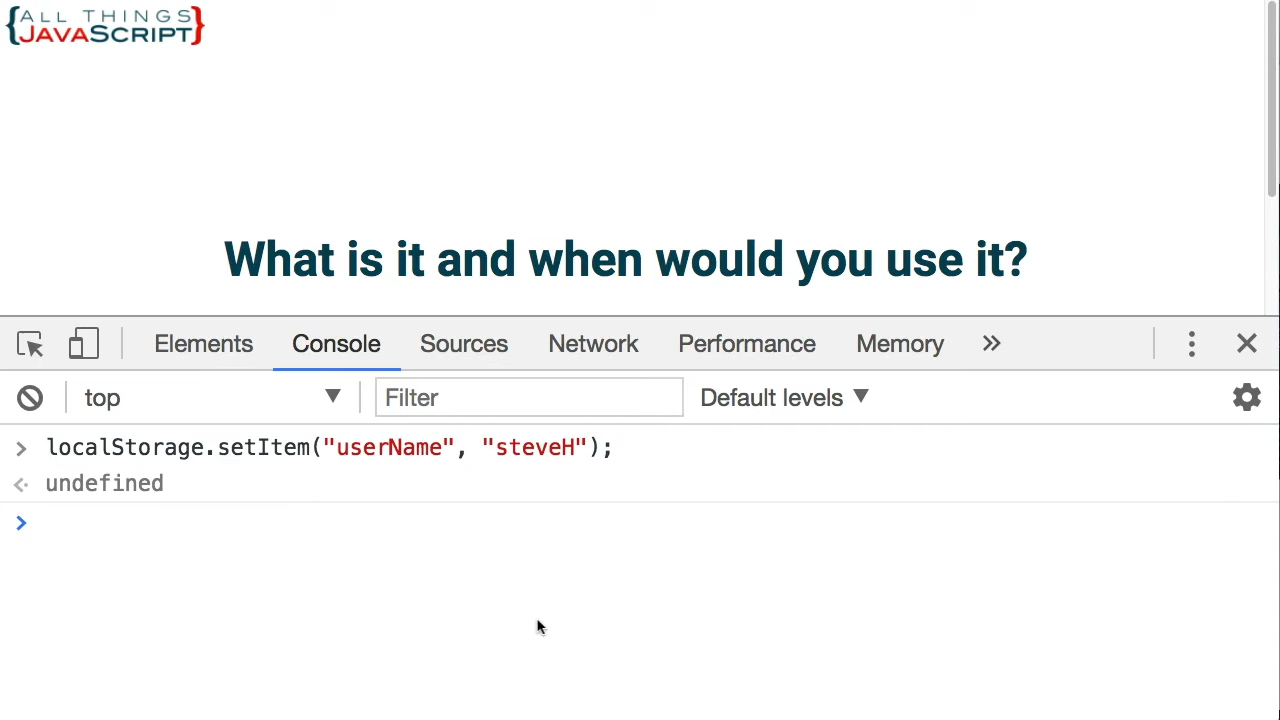 {ALL THINGS
JAVASCRIPT}
What is it and when would you use it?
Elements Console Sources Network Performance Memory »
top ▼ Filter Default levels ▼
> localStorage.setItem("userName", "steveH");
<· undefined
>